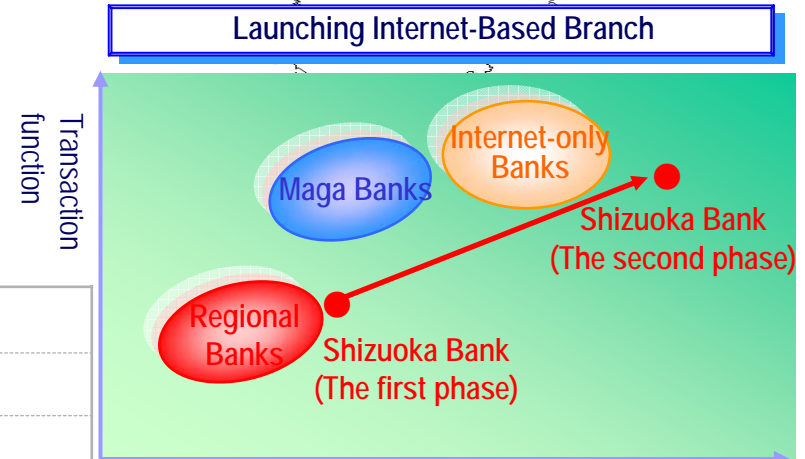 Launching Internet-Based Branch
Transaction
function
Internet-only
Banks
Maga Banks
Shizuoka Bank
(The second phase)
Regional
Banks
Shizuoka Bank
(The first phase)